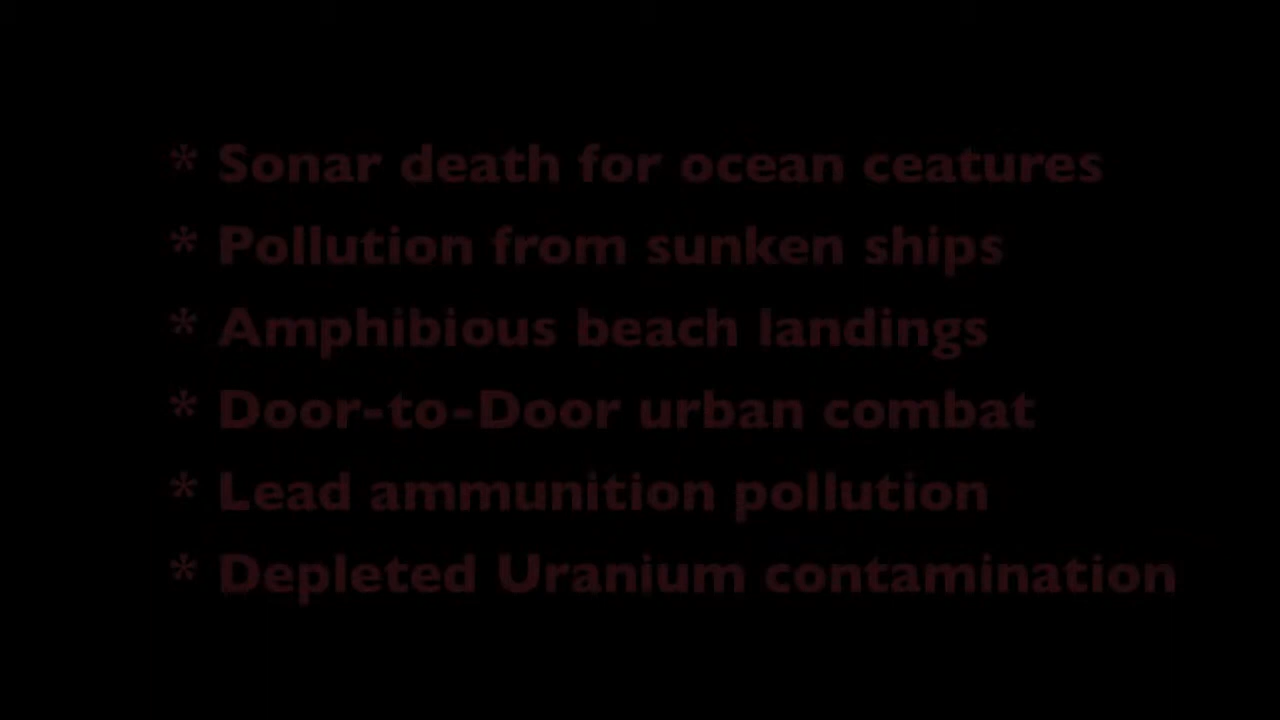 * Sonar death for ocean ceatures
* Pollution from sunken ships
* Amphibious beach landings
* Door-to-Door urban combat
* Lead ammunition pollution
* Depleted Uranium contamination